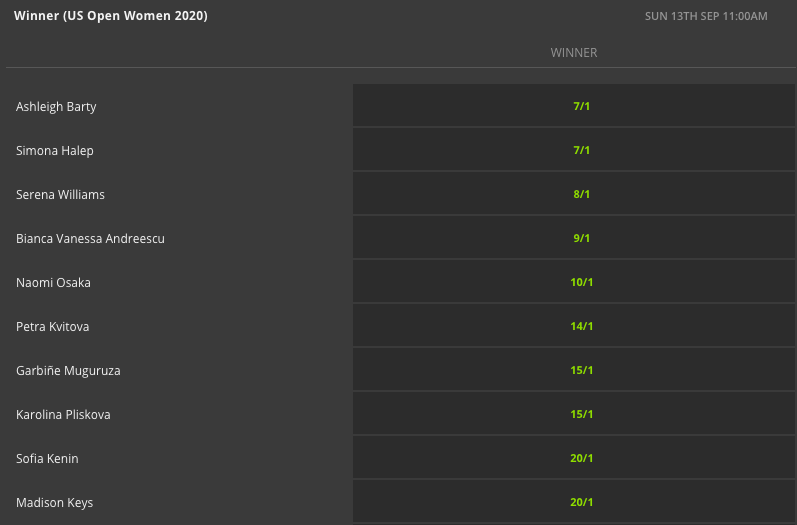 Winner (US Open Women 2020) SUN 13TH SEP 11:00AM
WINNER
Ashleigh Barty 7/1
Simona Halep 7/1
Serena Williams 8/1
Bianca Vanessa Andreescu 9/1
Naomi Osaka 10/1
Petra Kvitova 14/1
Garbiñe Muguruza 15/1
Karolina Pliskova 15/1
Sofia Kenin 20/1
Madison Keys 20/1